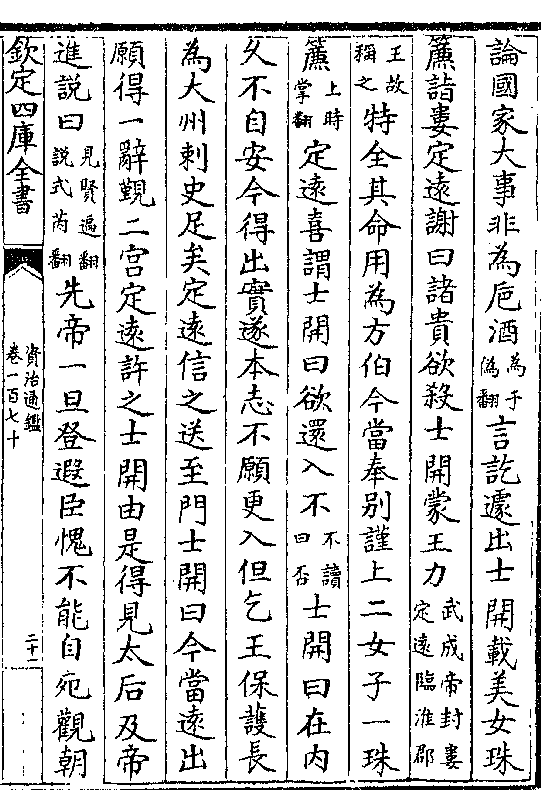 論國家大事非為巵酒為于偽翻言訖遽出士開載美女珠
簾詣婁定遠謝曰諸貴欲殺士開蒙王力武成帝封婁定遠臨淮郡
王故稱之特全其命用為方伯今當奉别謹上二女子一珠
簾上時掌翻定遠喜謂士開曰欲還入不不讀曰否士開曰在内
乆不自安今得出實遂本志不願更入但乞王保護長
為大州刺史足矣定遠信之送至門士開曰今當遠出
願得一辭覲二宫定遠許之士開由是得見太后及帝
進説曰見賢遍翻説式芮翻先帝一旦登遐臣愧不能自死觀朝
欽定四庫全書
資治通鑑
卷一百七十
二十二